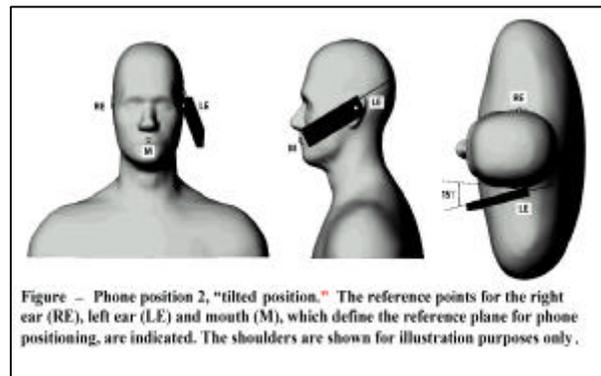 RE LE
M
LE
M
RE
15°
LE
Figure – Phone position 2, “tilted position.” The reference points for the right
ear (RE), left ear (LE) and mouth (M), which define the reference plane for phone
positioning, are indicated. The shoulders are shown for illustration purposes only.